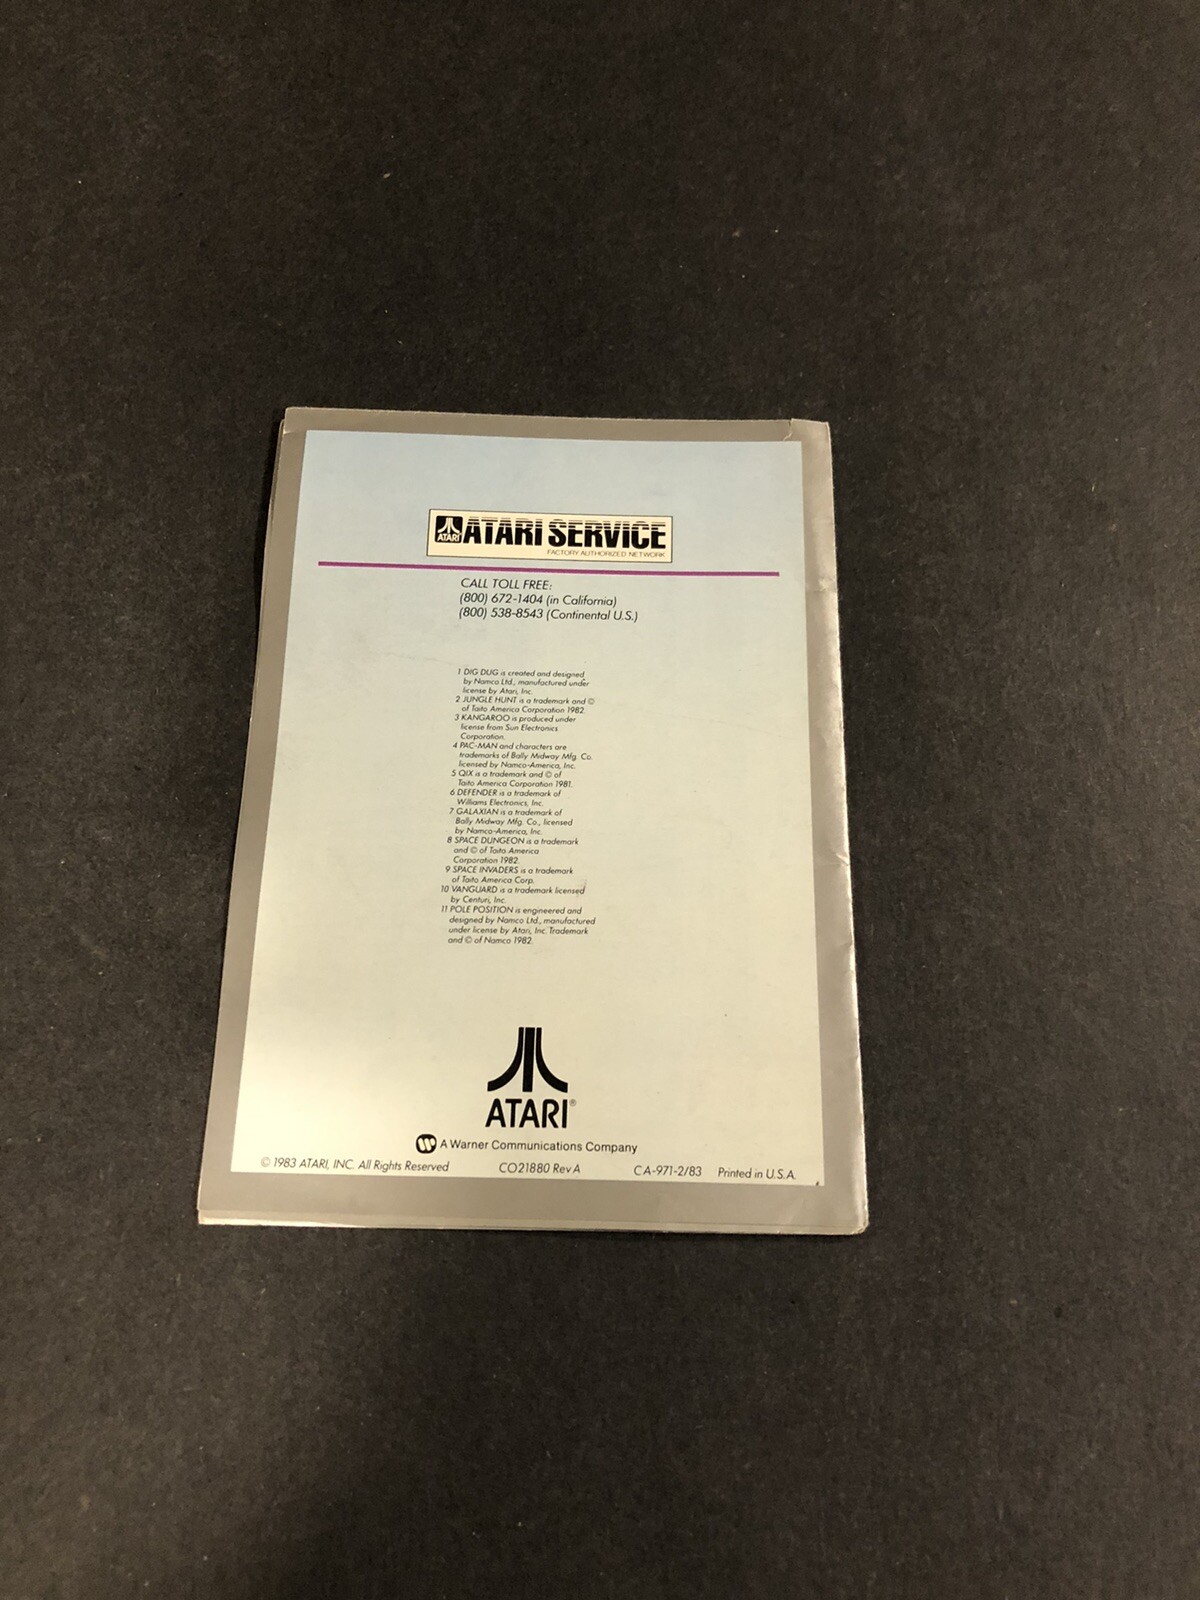 ATARI
ATARI SERVICE
FACTORY AUTHORIZED NETWORK
CALL TOLL FREE:
(800) 672-1404 (in California)
(800) 538-8543 (Continental U.S.)
1 DIG DUG is created and designed
by Namco Ltd., manufactured under
license by Atari, Inc.
2 JUNGLE HUNT is a trademark and ©
of Taito America Corporation 1982.
3 KANGAROO is produced under
license from Sun Electronics
Corporation.
4 PAC-MAN and characters are
trademarks of Bally Midway Mfg. Co.
licensed by Namco-America, Inc.
5 QIX is a trademark and © of
Taito America Corporation 1981.
6 DEFENDER is a trademark of
Williams Electronics, Inc.
7 GALAXIAN is a trademark of
Bally Midway Mfg. Co., licensed
by Namco-America, Inc.
8 SPACE DUNGEON is a trademark
and © of Taito America
Corporation 1982.
9 SPACE INVADERS is a trademark
of Taito America Corp.
10 VANGUARD is a trademark licensed
by Centuri, Inc.
11 POLE POSITION is engineered and
designed by Namco Ltd., manufactured
under license by Atari, Inc. Trademark
and © of Namco 1982.
ATARI®
A Warner Communications Company
© 1983 ATARI, INC. All Rights Reserved CO21880 Rev A CA-971-2/83 Printed in U.S.A.